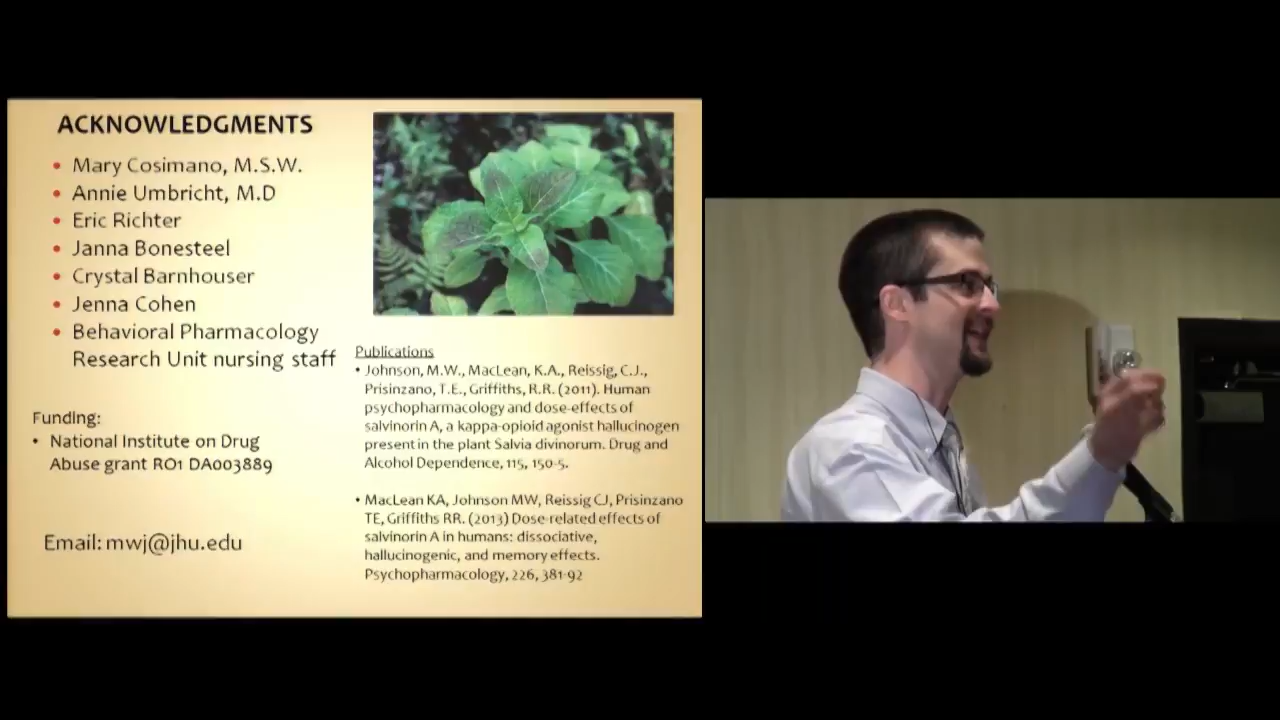 ACKNOWLEDGMENTS
• Mary Cosimano, M.S.W.
• Annie Umbricht, M.D
• Eric Richter
• Janna Bonesteel
• Crystal Barnhouser
• Jenna Cohen
• Behavioral Pharmacology
Research Unit nursing staff
Funding:
• National Institute on Drug
Abuse grant RO1 DA003889
Email: mwj@jhu.edu
Publications
• Johnson, M.W., MacLean, K.A., Reissig, C.J.,
Prisinzano, T.E., Griffiths, R.R. (2011). Human
psychopharmacology and dose-effects of
salvinorin A, a kappa-opioid agonist hallucinogen
present in the plant Salvia divinorum. Drug and
Alcohol Dependence, 115, 150-5.
• MacLean KA, Johnson MW, Reissig CJ, Prisinzano
TE, Griffiths RR. (2013) Dose-related effects of
salvinorin A in humans: dissociative,
hallucinogenic, and memory effects.
Psychopharmacology, 226, 381-92